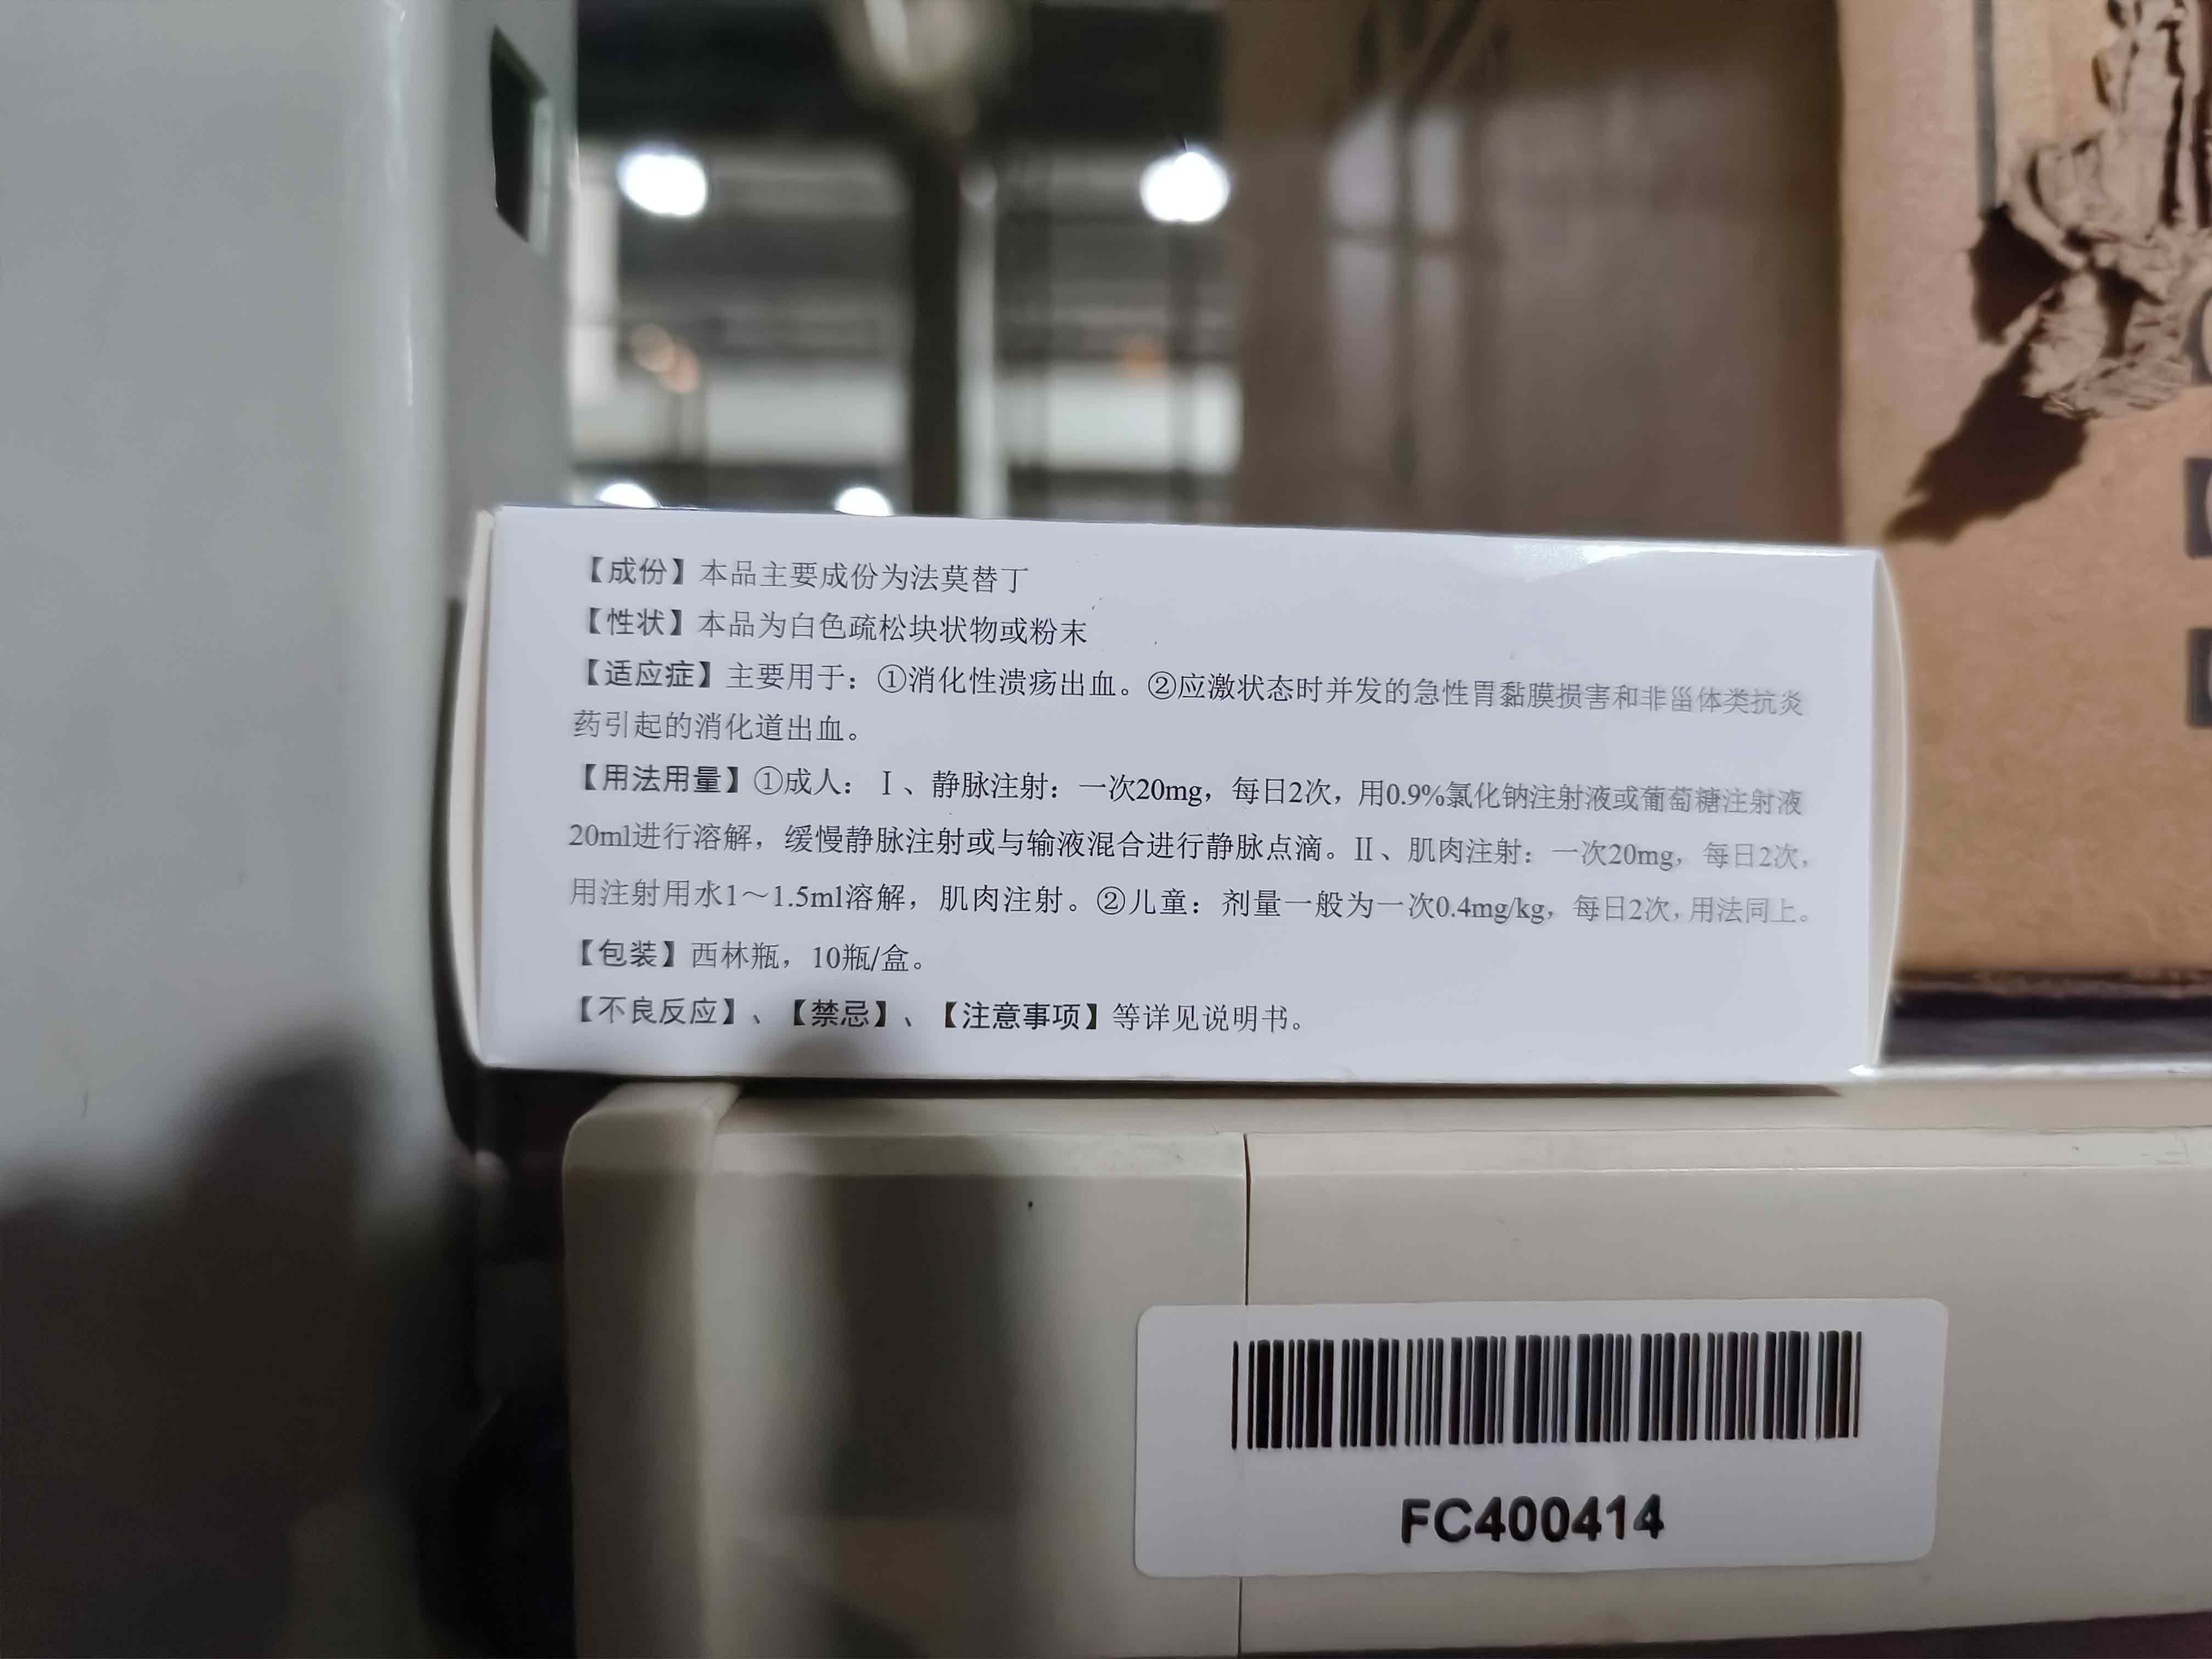 【成份】本品主要成份为法莫替丁
【性状】本品为白色疏松块状物或粉末
【适应症】主要用于：①消化性溃疡出血。②应激状态时并发的急性胃黏膜损害和非甾体类抗炎
药引起的消化道出血。
【用法用量】①成人：Ⅰ、静脉注射：一次20mg，每日2次，用0.9%氯化钠注射液或葡萄糖注射液
20ml进行溶解，缓慢静脉注射或与输液混合进行静脉点滴。Ⅱ、肌肉注射：一次20mg，每日2次，
用注射用水1～1.5ml溶解，肌肉注射。②儿童：剂量一般为一次0.4mg/kg，每日2次，用法同上。
【包装】西林瓶，10瓶/盒。
【不良反应】、【禁忌】、【注意事项】等详见说明书。
FC400414